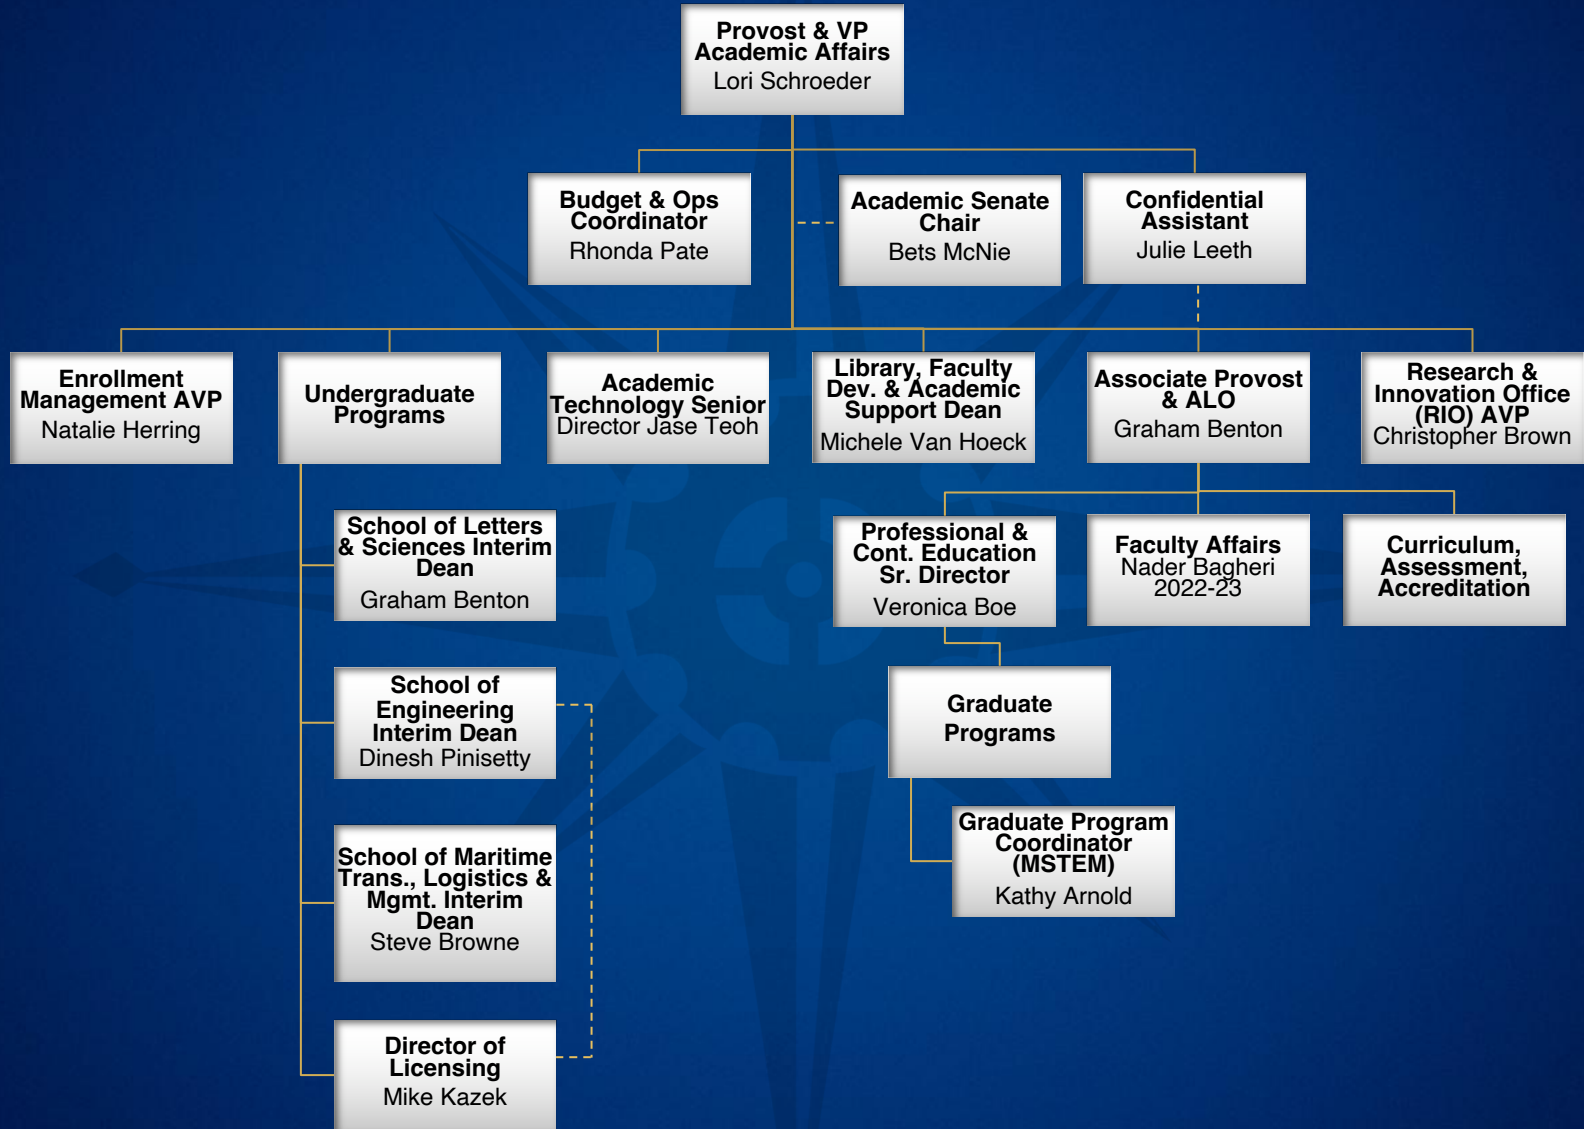 Provost & VP
Academic Affairs
Lori Schroeder
Budget & Ops
Coordinator
Rhonda Pate
Academic Senate
Chair
Bets McNie
Confidential
Assistant
Julie Leeth
Enrollment
Management AVP
Natalie Herring
Undergraduate
Programs
Academic
Technology Senior
Director Jase Teoh
Library, Faculty
Dev. & Academic
Support Dean
Michele Van Hoeck
Associate Provost
& ALO
Graham Benton
Research &
Innovation Office
(RIO) AVP
Christopher Brown
School of Letters
& Sciences Interim
Dean
Graham Benton
Professional &
Cont. Education
Sr. Director
Veronica Boe
Faculty Affairs
Nader Bagheri
2022-23
Curriculum,
Assessment,
Accreditation
School of
Engineering
Interim Dean
Dinesh Pinisetty
Graduate
Programs
School of Maritime
Trans., Logistics &
Mgmt. Interim
Dean
Steve Browne
Graduate Program
Coordinator
(MSTEM)
Kathy Arnold
Director of
Licensing
Mike Kazek